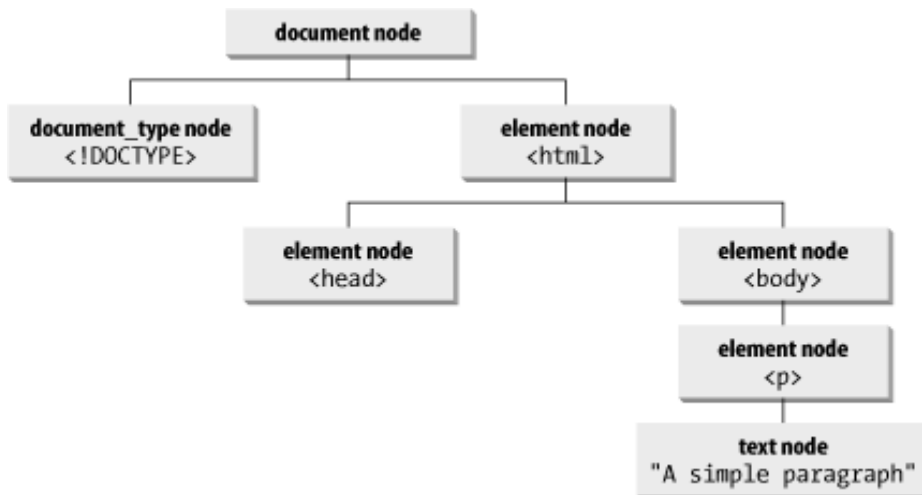 document node
document_type node
<!DOCTYPE>
element node
<html>
element node
<head>
element node
<body>
element node
<p>
text node
"A simple paragraph"